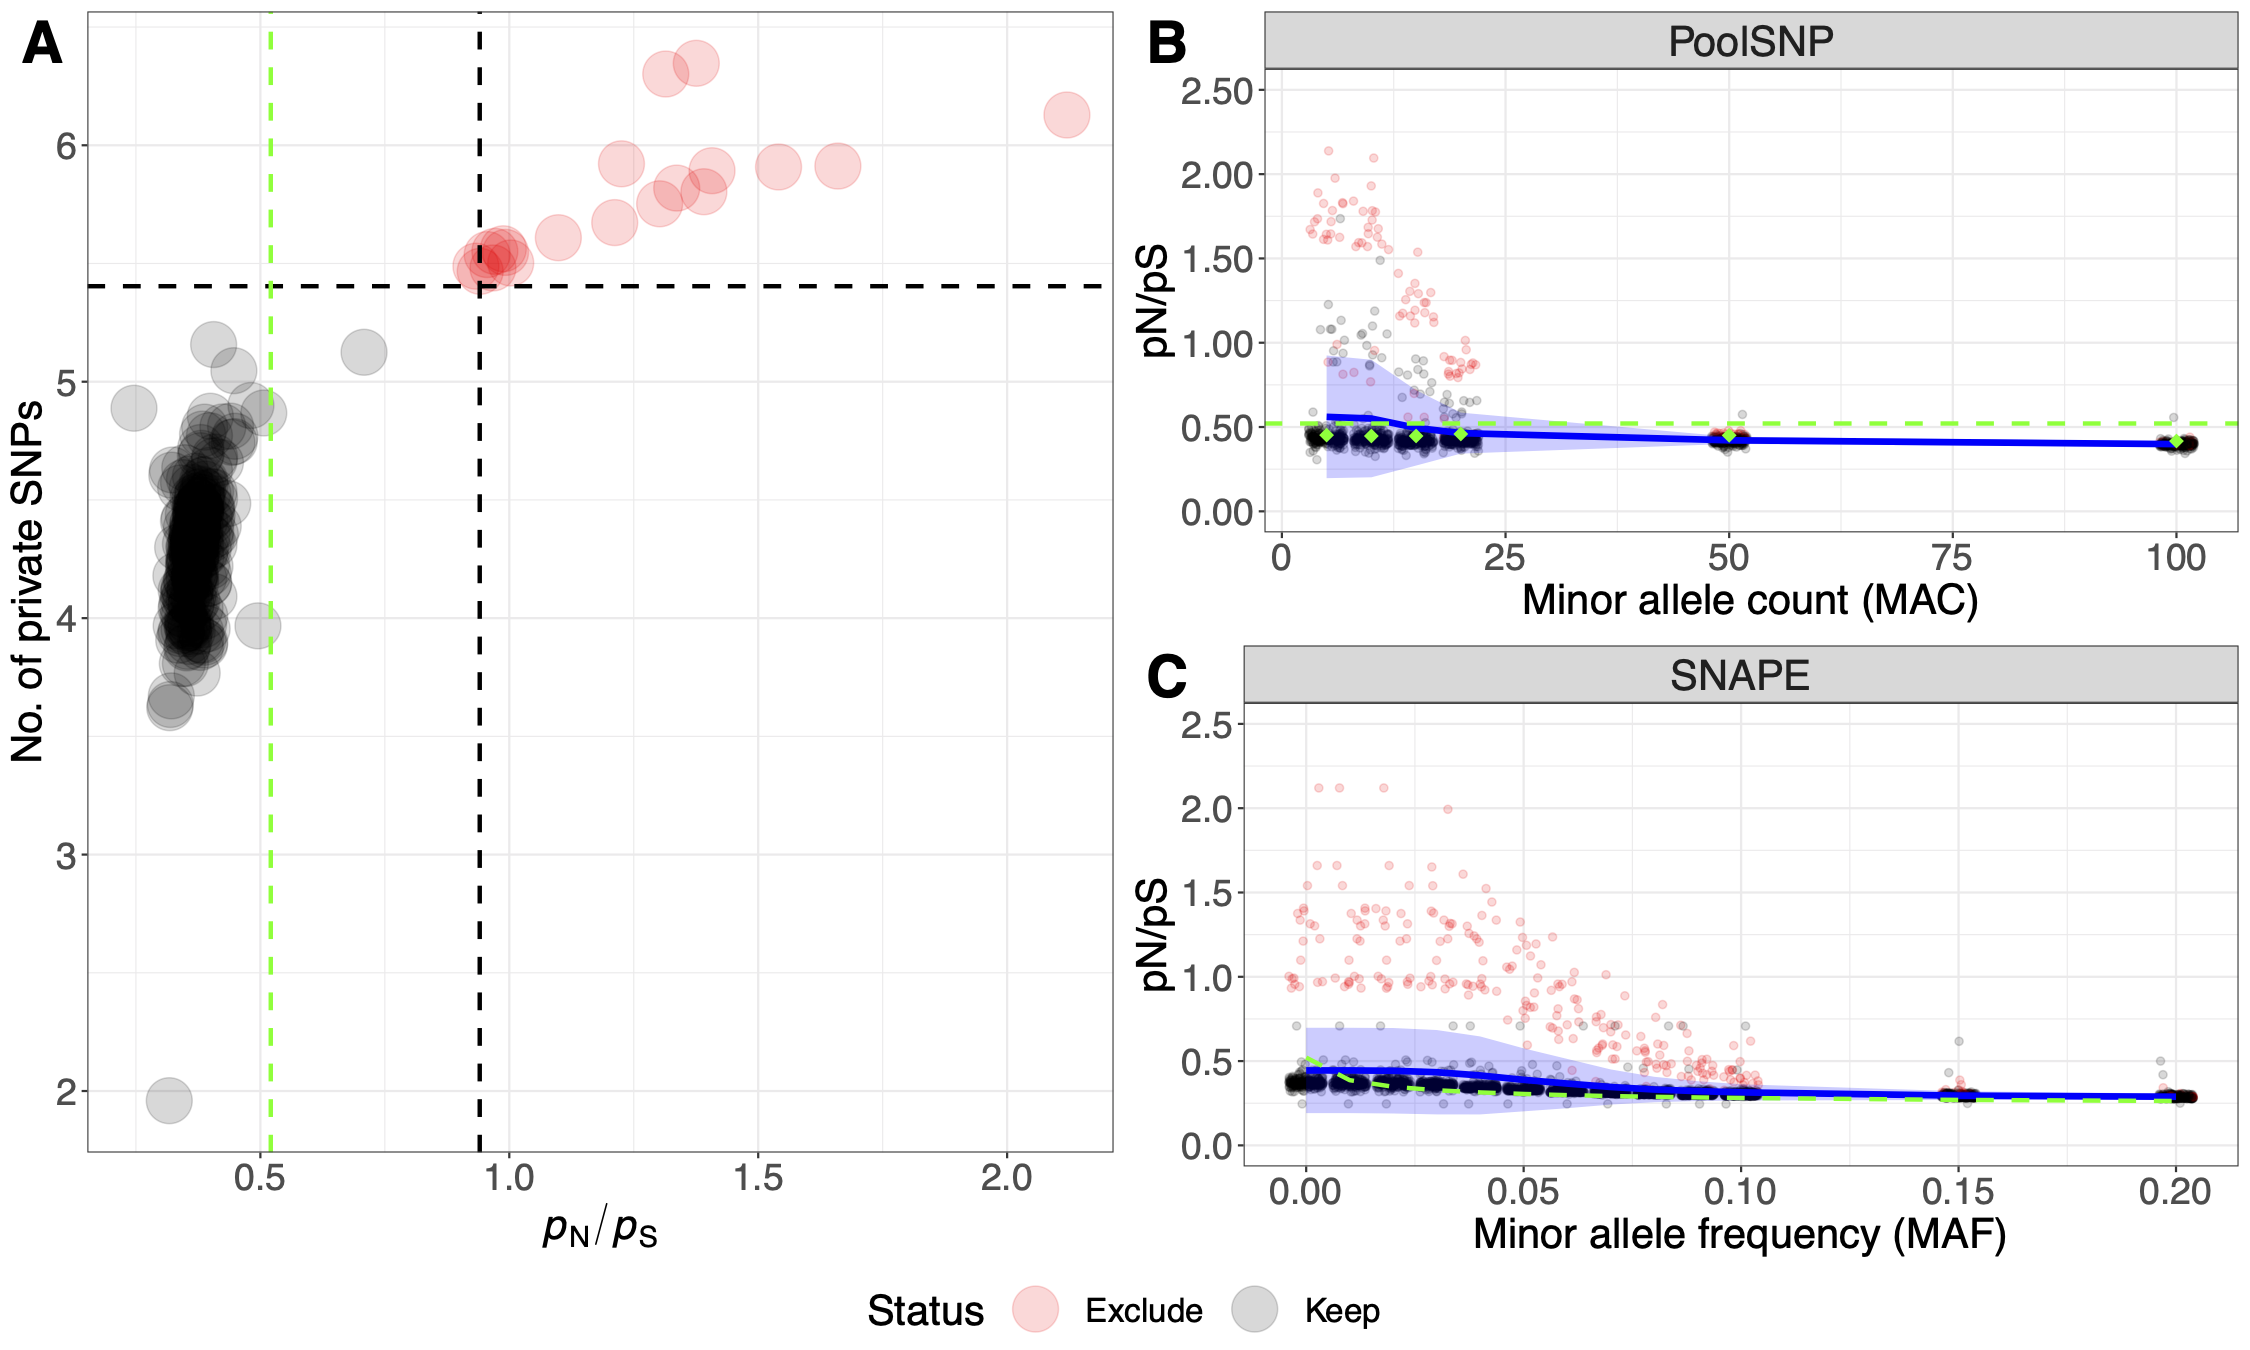 A
No. of private SNPs
6
5
4
3
2
0.5 1.0 1.5 2.0
pN/pS
B
PoolSNP
pN/pS
2.50
2.00
1.50
1.00
0.50
0.00
0 25 50 75 100
Minor allele count (MAC)
C
SNAPE
pN/pS
2.5
2.0
1.5
1.0
0.5
0.0
0.00 0.05 0.10 0.15 0.20
Minor allele frequency (MAF)
Status Exclude Keep